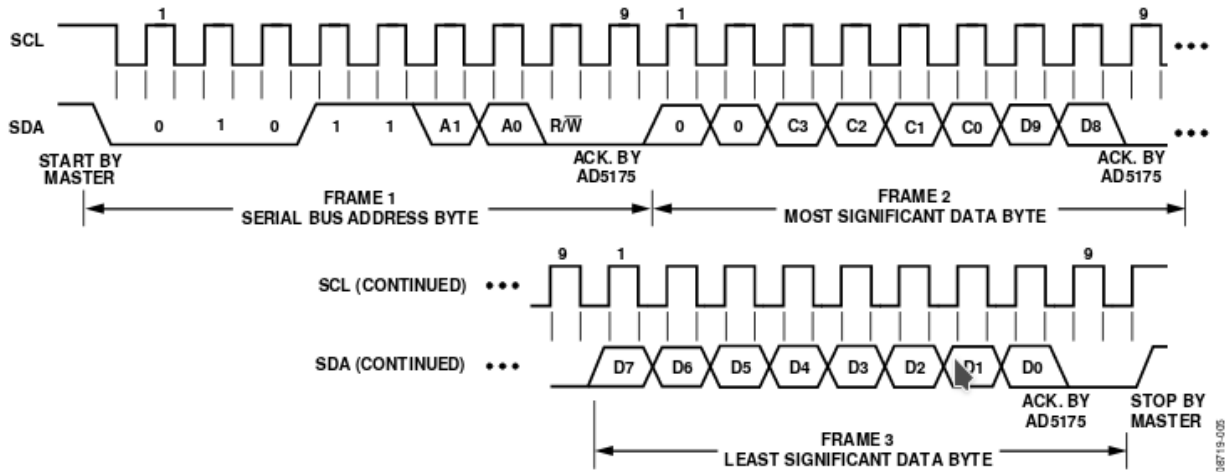 1 9 1 9
SCL
SDA 0 1 0 1 1 A1 A0 R/W 0 0 C3 C2 C1 C0 D9 D8
START BY
MASTER
ACK. BY
AD5175
ACK. BY
AD5175
FRAME 1
SERIAL BUS ADDRESS BYTE
FRAME 2
MOST SIGNIFICANT DATA BYTE
9 1 9
SCL (CONTINUED)
SDA (CONTINUED) D7 D6 D5 D4 D3 D2 D1 D0
ACK. BY
AD5175
STOP BY
MASTER
FRAME 3
LEAST SIGNIFICANT DATA BYTE
08719-005